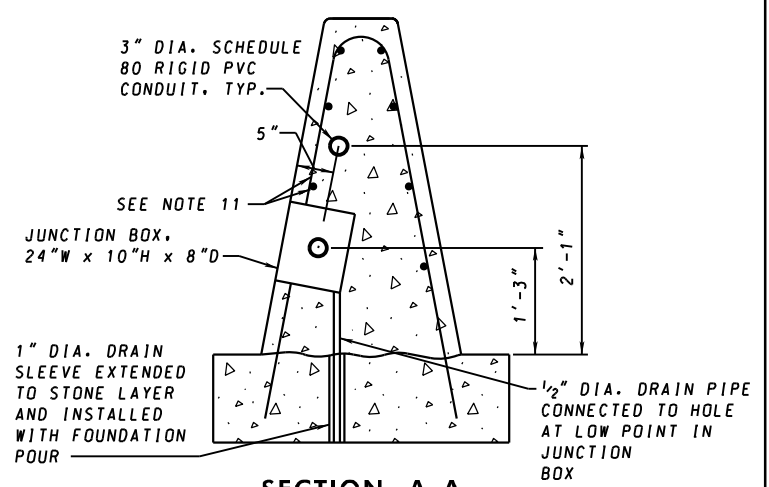 3" DIA. SCHEDULE
80 RIGID PVC
CONDUIT, TYP.
5"
SEE NOTE 11
JUNCTION BOX,
24"W x 10"H x 8"D
1" DIA. DRAIN
SLEEVE EXTENDED
TO STONE LAYER
AND INSTALLED
WITH FOUNDATION
POUR
1'-3"
2'-1"
1/2" DIA. DRAIN PIPE
CONNECTED TO HOLE
AT LOW POINT IN
JUNCTION
BOX
SECTION A-A